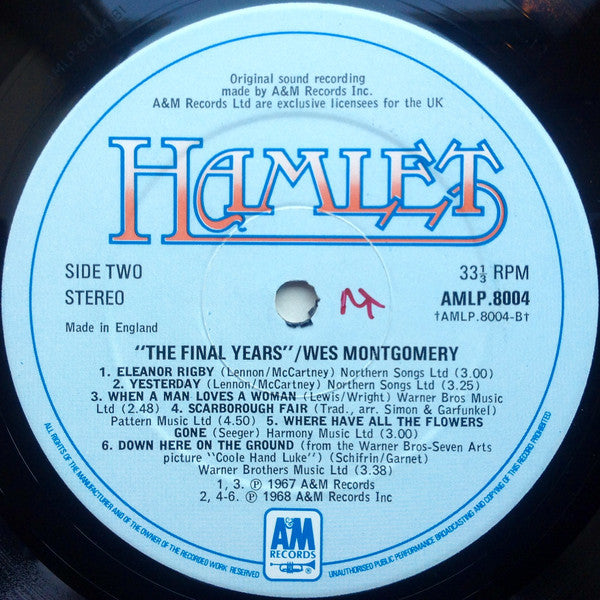 Original sound recording
made by A&M Records Inc.
A&M Records Ltd are exclusive licensees for the UK
HAMLET
SIDE TWO
STEREO
33⅓ RPM
AMLP.8004
†AMLP.8004-B†
Made in England
"THE FINAL YEARS"/WES MONTGOMERY
1. ELEANOR RIGBY (Lennon/McCartney) Northern Songs Ltd (3.00)
2. YESTERDAY (Lennon/McCartney) Northern Songs Ltd (3.25)
3. WHEN A MAN LOVES A WOMAN (Lewis/Wright) Warner Bros Music
Ltd (2.48) 4. SCARBOROUGH FAIR (Trad., arr. Simon & Garfunkel)
Pattern Music Ltd (4.50) 5. WHERE HAVE ALL THE FLOWERS
GONE (Seeger) Harmony Music Ltd (3.00)
6. DOWN HERE ON THE GROUND (from the Warner Bros-Seven Arts
picture "Coole Hand Luke") (Schifrin/Garnet)
Warner Brothers Music Ltd (3.38)
1, 3. ℗ 1967 A&M Records
2, 4-6. ℗ 1968 A&M Records Inc
ALL RIGHTS OF THE MANUFACTURER AND OF THE OWNER OF THE RECORDED WORK RESERVED
A&M
RECORDS
UNAUTHORISED PUBLIC PERFORMANCE BROADCASTING AND COPYING OF THIS RECORD PROHIBITED